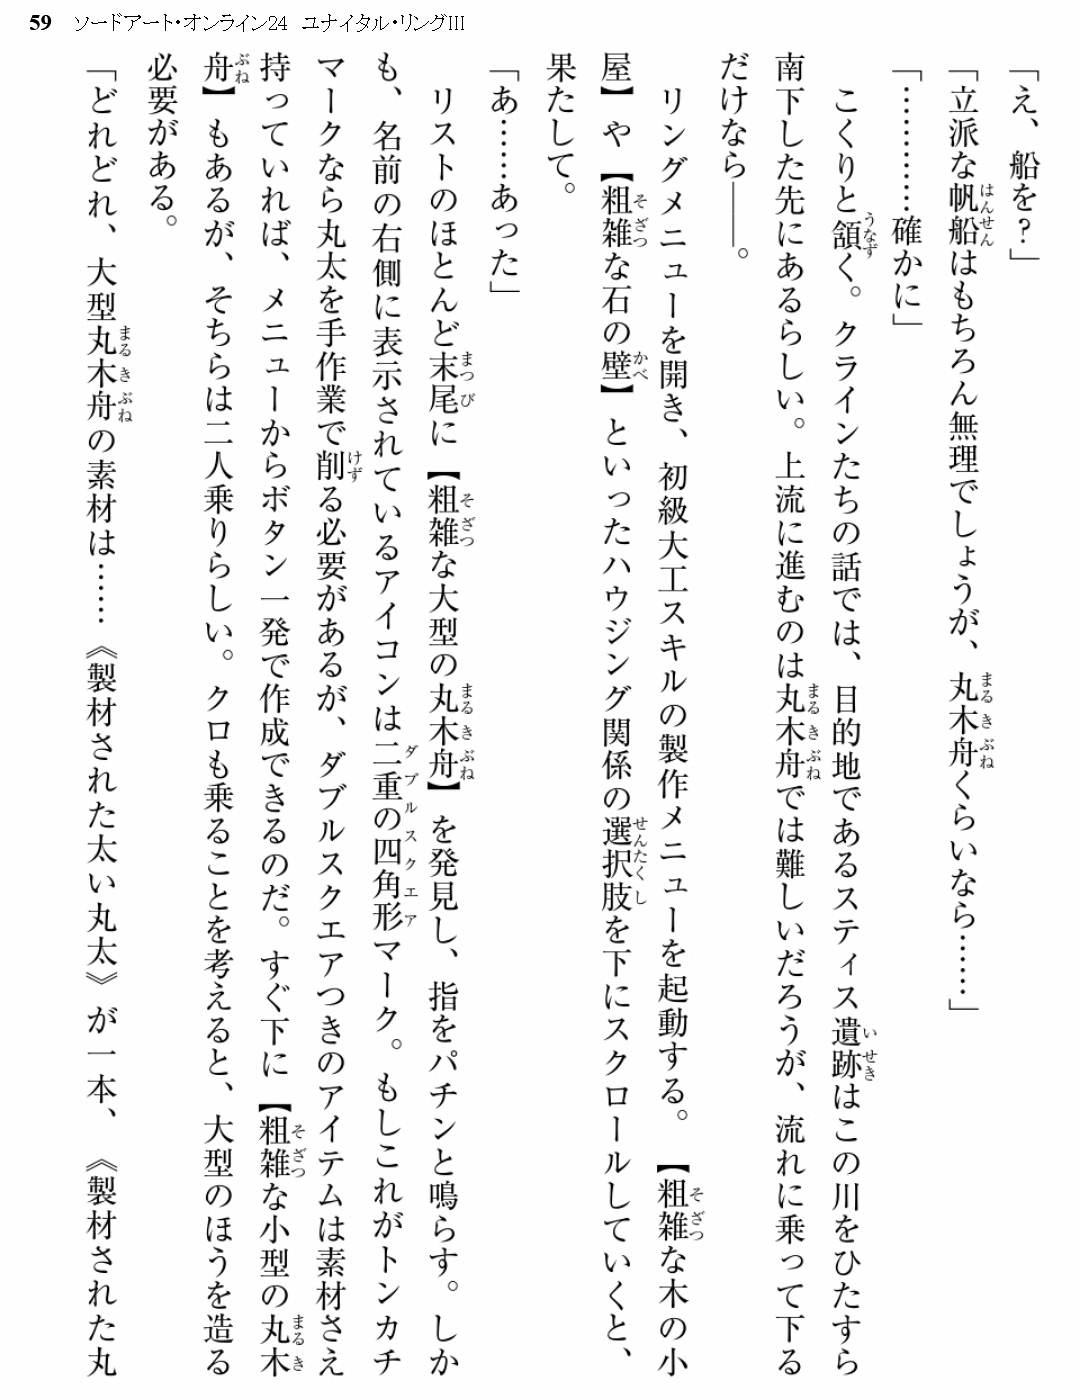 59 ソードアート・オンライン24 ユナイタル・リングIII
「え、船を?」
「立派な帆船はもちろん無理でしょうが、丸木舟くらいなら……」
「…………確かに」
こくりと頷く。クラインたちの話では、目的地であるスティス遺跡はこの川をひたすら
南下した先にあるらしい。上流に進むのは丸木舟では難しいだろうが、流れに乗って下る
だけなら――。
リングメニューを開き、初級大工スキルの製作メニューを起動する。【粗雑な木の小
屋】や【粗雑な石の壁】といったハウジング関係の選択肢を下にスクロールしていくと、
果たして。
「あ……あった」
リストのほとんど末尾に【粗雑な大型の丸木舟】を発見し、指をパチンと鳴らす。しか
も、名前の右側に表示されているアイコンは二重の四角形マーク。もしこれがトンカチ
マークなら丸太を手作業で削る必要があるが、ダブルスクエアつきのアイテムは素材さえ
持っていれば、メニューからボタン一発で作成できるのだ。すぐ下に【粗雑な小型の丸木
舟】もあるが、そちらは二人乗りらしい。クロも乗ることを考えると、大型のほうを造る
必要がある。
「どれどれ、大型丸木舟の素材は……《製材された太い丸太》が一本、《製材された丸